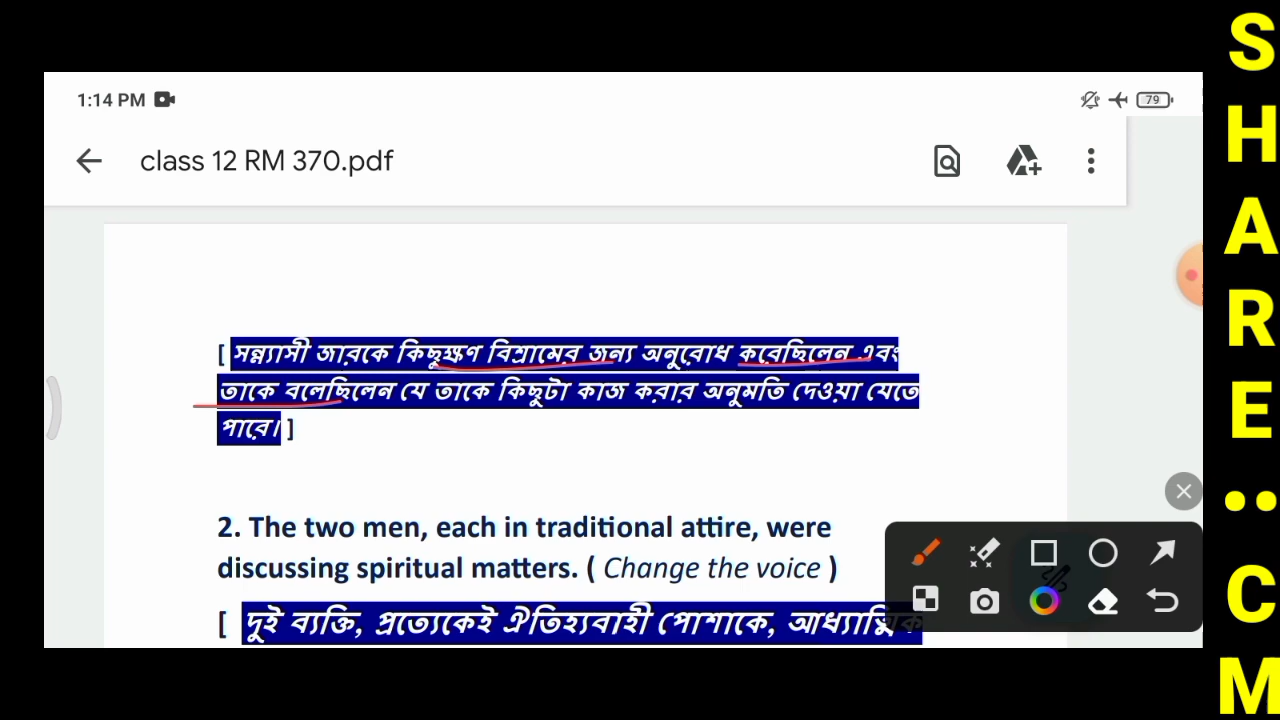 1:14 PM
79
class 12 RM 370.pdf
[ সন্ন্যাসী জারকে কিছুক্ষণ বিশ্রামের জন্য অনুরোধ করেছিলেন এবং
তাকে বলেছিলেন যে তাকে কিছুটা কাজ করার অনুমতি দেওয়া যেতে
পারে। ]
2. The two men, each in traditional attire, were
discussing spiritual matters. ( Change the voice )
[ দুই ব্যক্তি, প্রত্যেকেই ঐতিহ্যবাহী পোশাকে, আধ্যাত্মিক
S
H
A
R
E
••
C
M